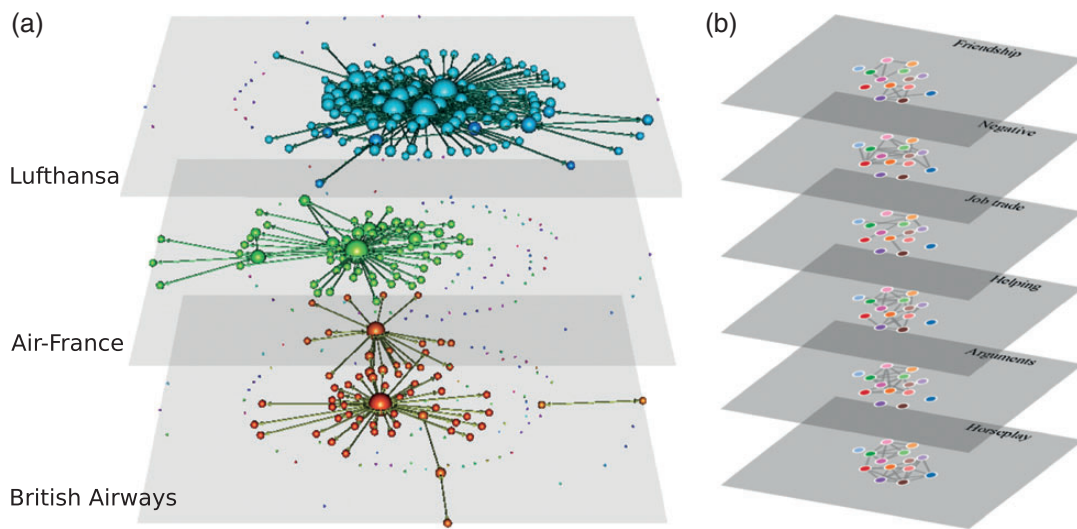 (a)
Lufthansa
Air-France
British Airways
(b)
Friendship
Negative
Job trade
Helping
Arguments
Horseplay